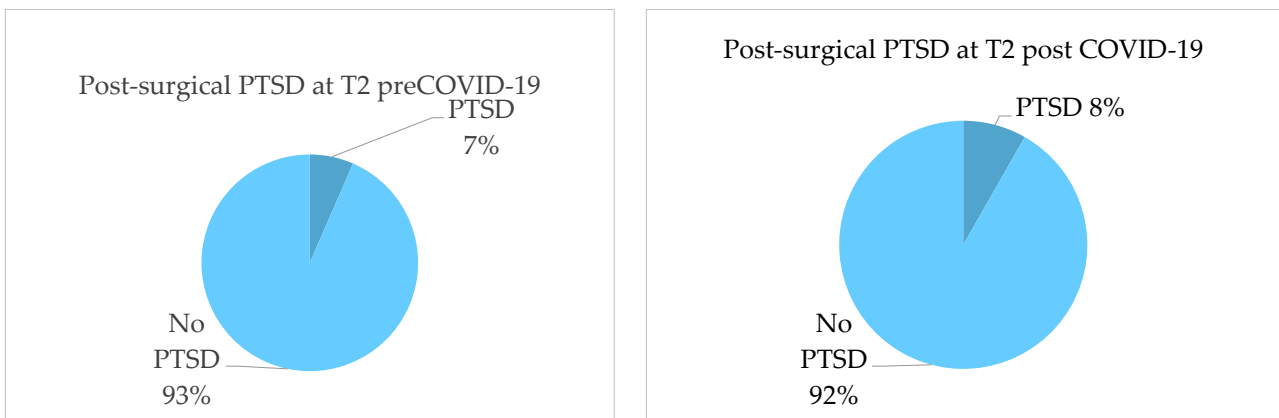 Post-surgical PTSD at T2 preCOVID-19
PTSD
7%
No
PTSD
93%
Post-surgical PTSD at T2 post COVID-19
PTSD 8%
No
PTSD
92%